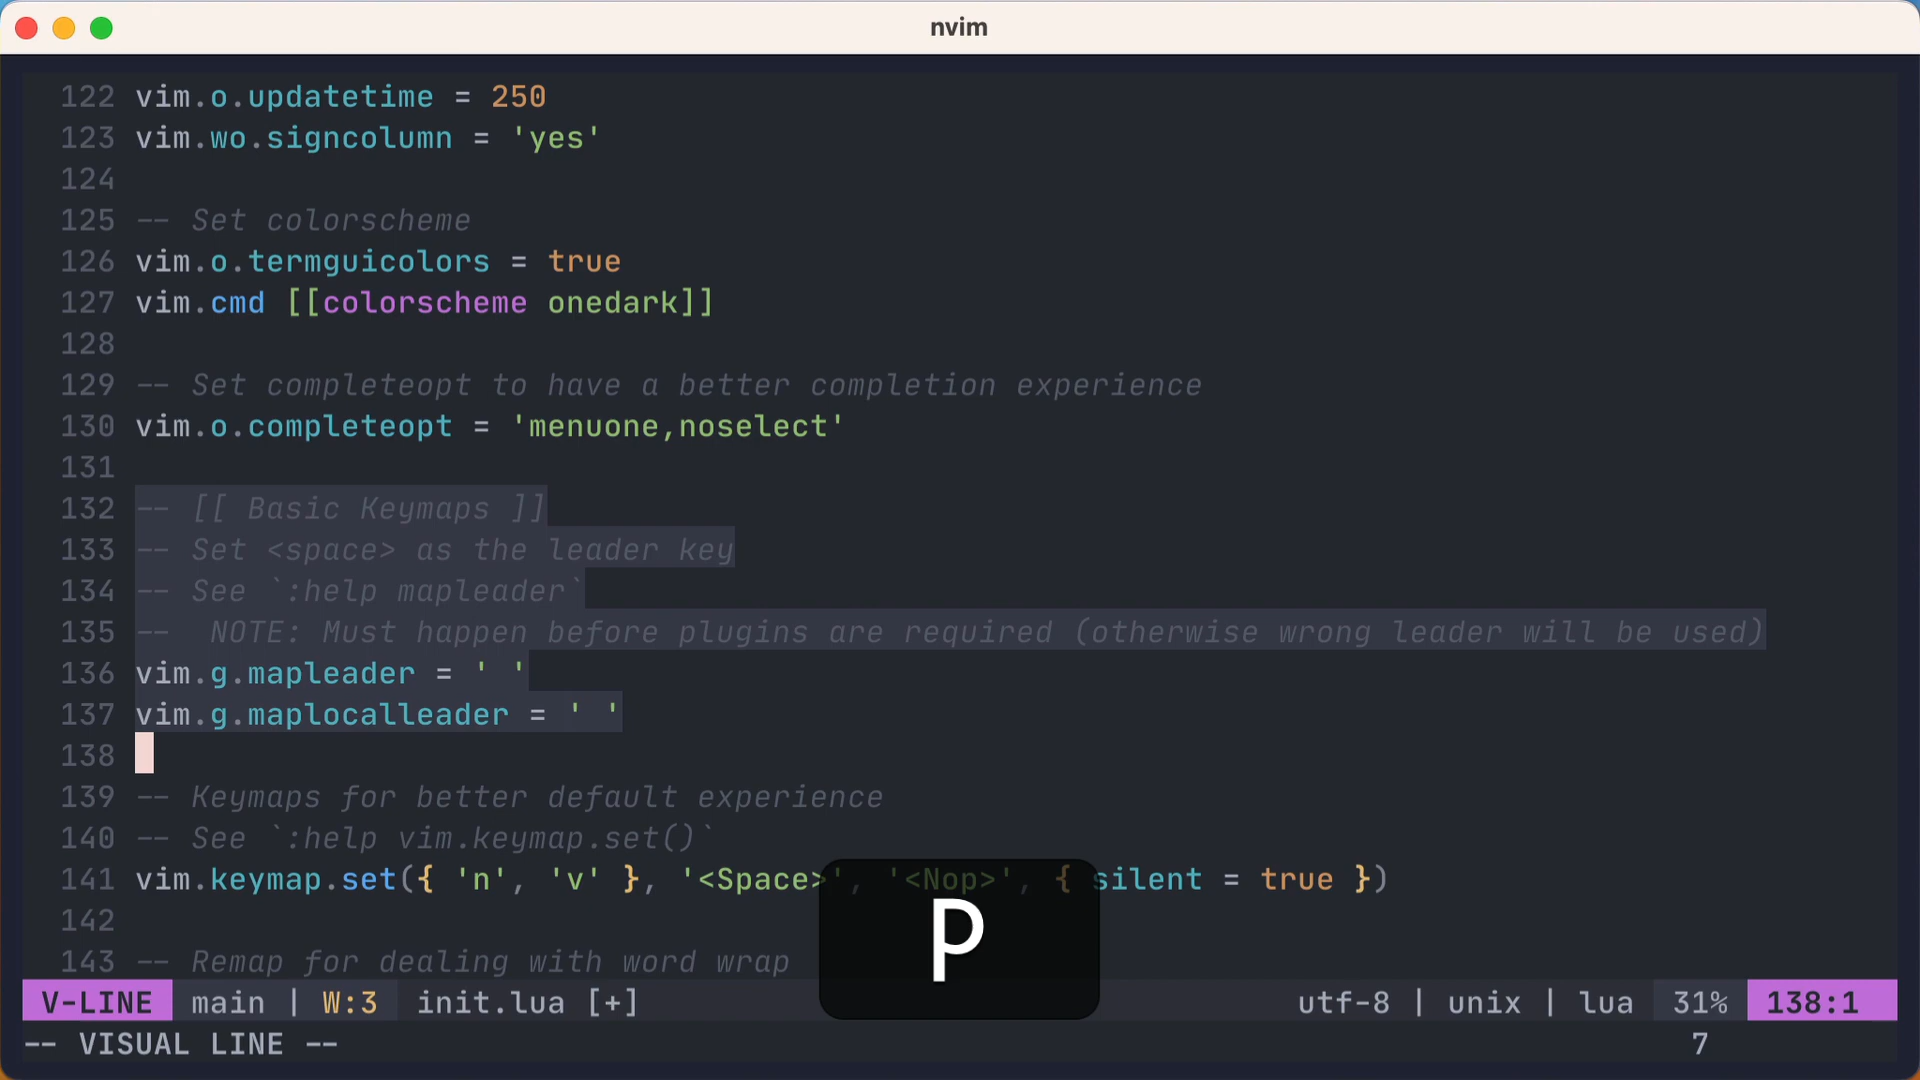 nvim
122 vim.o.updatetime = 250
123 vim.wo.signcolumn = 'yes'
124
125 -- Set colorscheme
126 vim.o.termguicolors = true
127 vim.cmd [[colorscheme onedark]]
128
129 -- Set completeopt to have a better completion experience
130 vim.o.completeopt = 'menuone,noselect'
131
132 -- [[ Basic Keymaps ]]
133 -- Set <space> as the leader key
134 -- See `:help mapleader`
135 --  NOTE: Must happen before plugins are required (otherwise wrong leader will be used)
136 vim.g.mapleader = ' '
137 vim.g.maplocalleader = ' '
138
139 -- Keymaps for better default experience
140 -- See `:help vim.keymap.set()`
141 vim.keymap.set({ 'n', 'v' }, '<Space>', '<Nop>', { silent = true })
142
143 -- Remap for dealing with word wrap
p
V-LINE main | W:3 init.lua [+] utf-8 | unix | lua 31% 138:1
-- VISUAL LINE -- 7